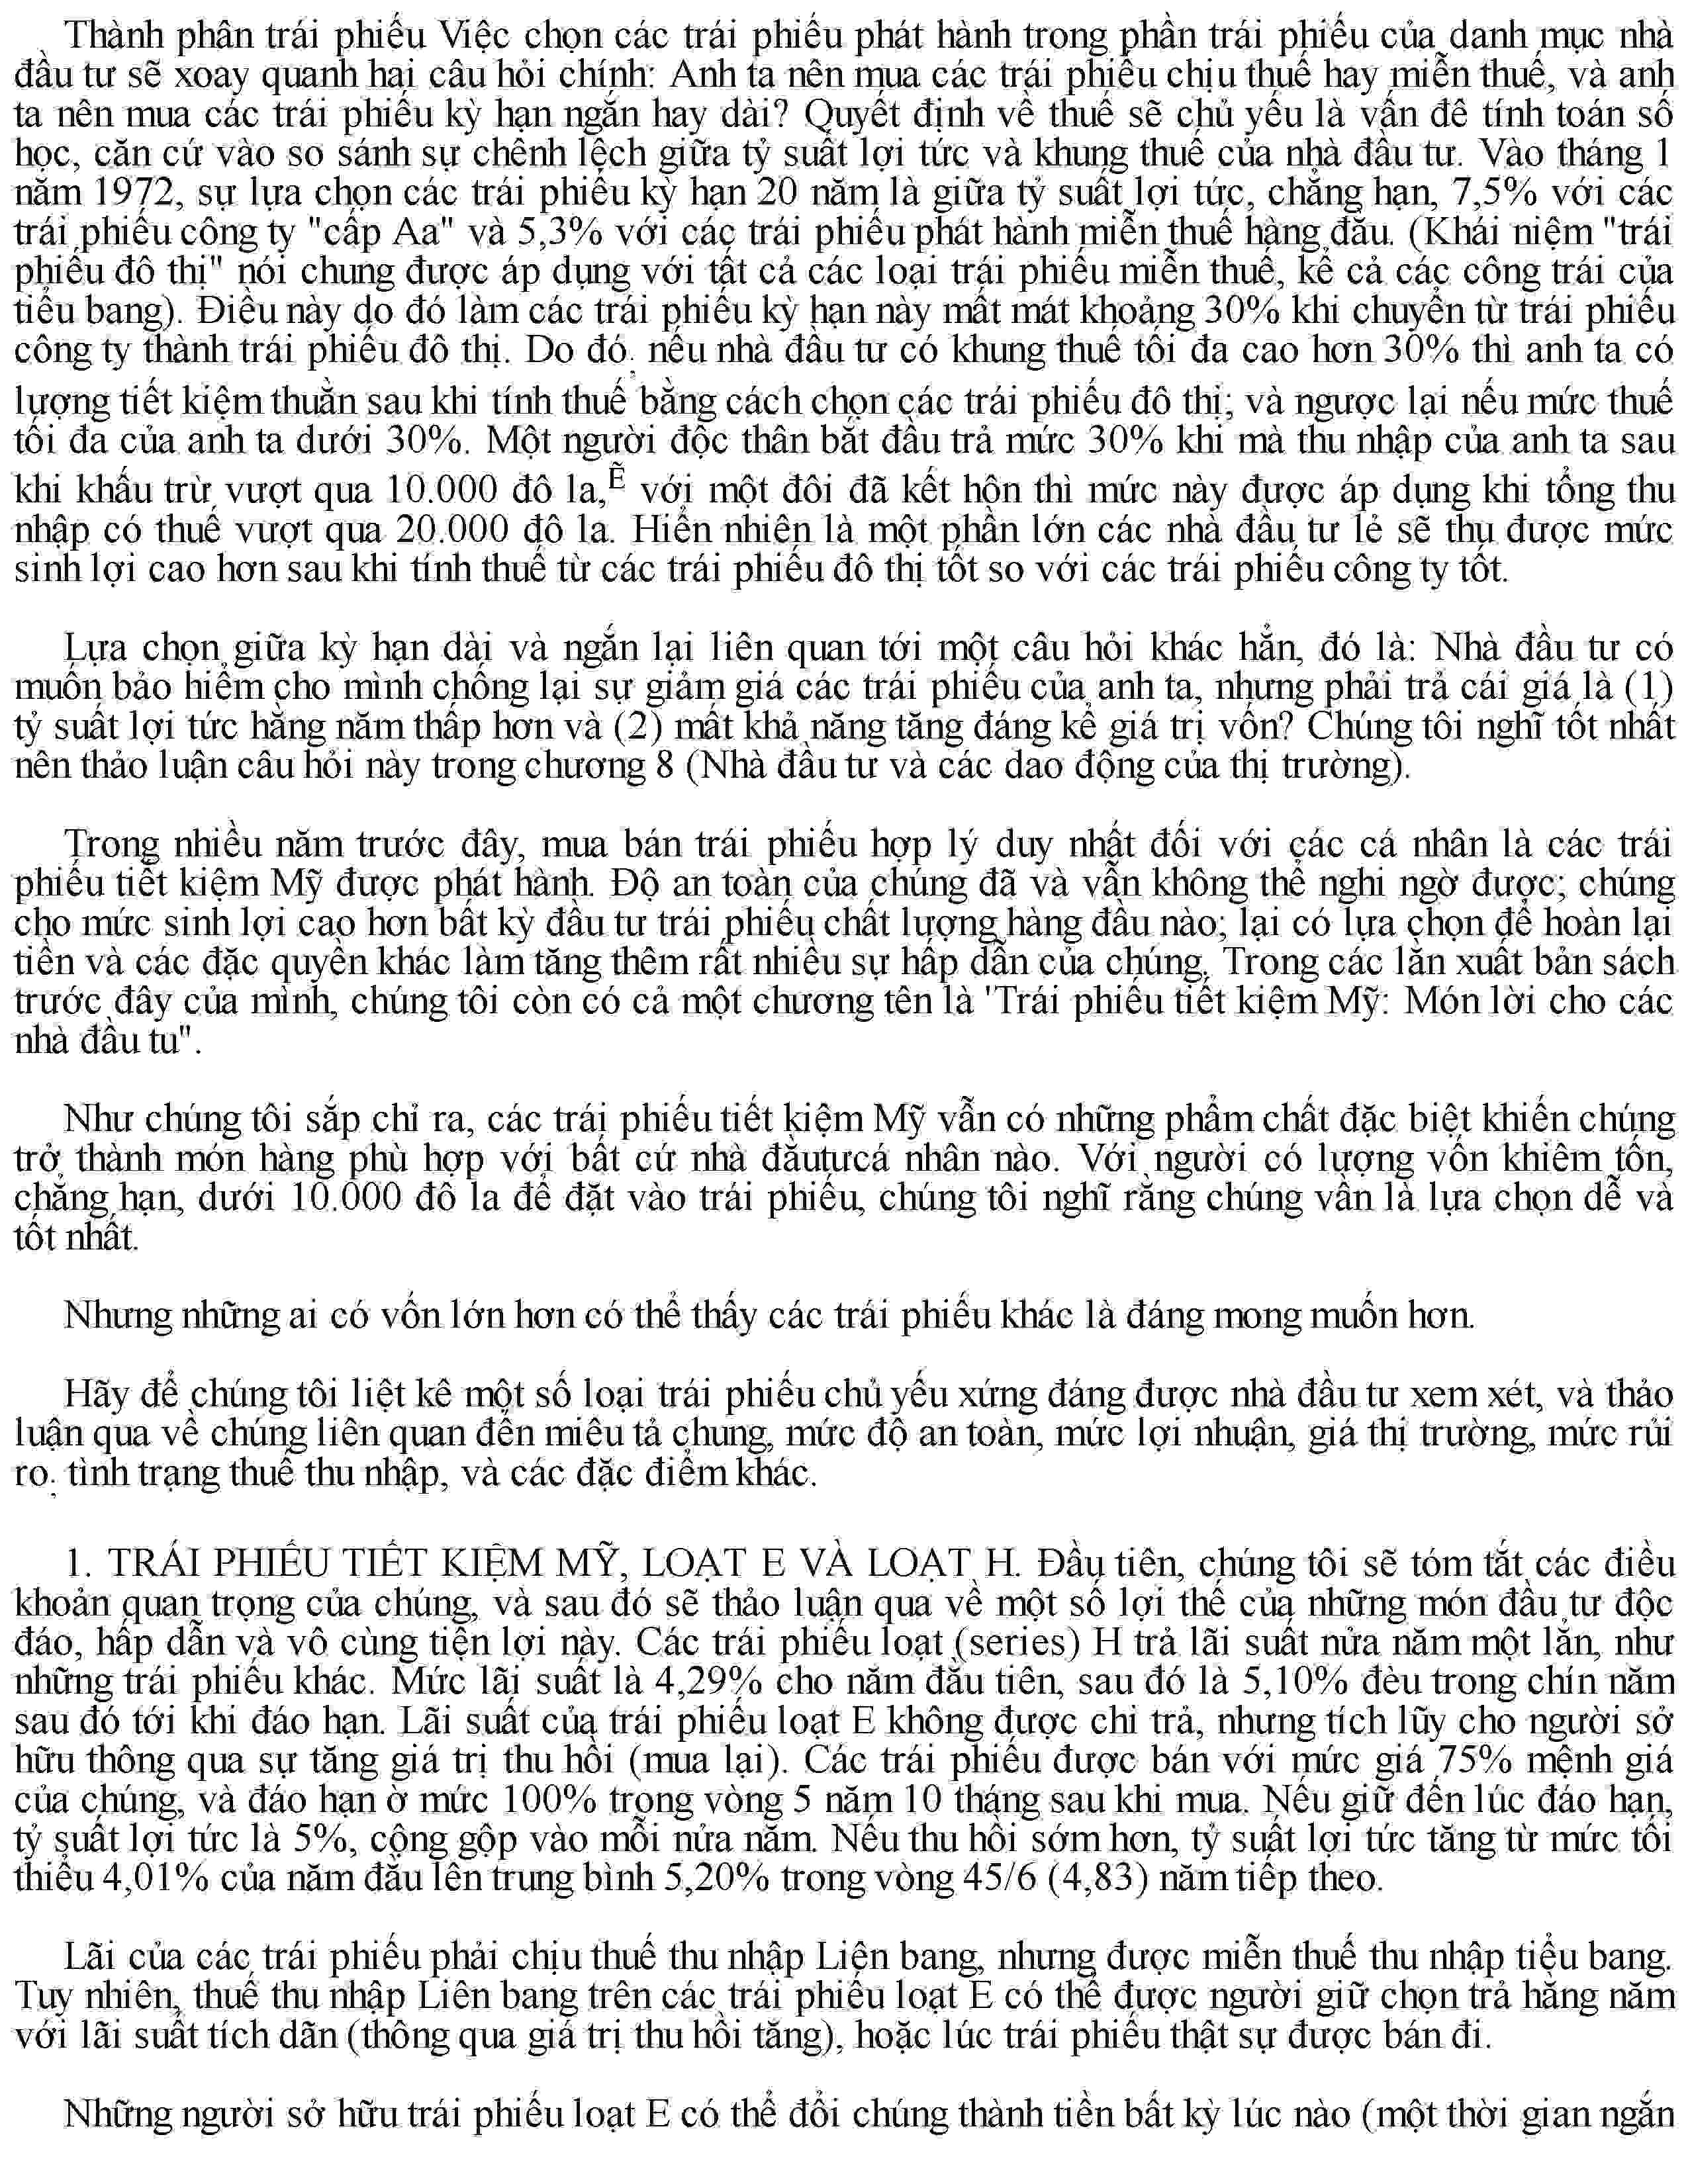 Thành phân trái phiếu Việc chọn các trái phiếu phát hành trong phần trái phiếu của danh mục nhà
đầu tư sẽ xoay quanh hai câu hỏi chính: Anh ta nên mua các trái phiếu chịu thuế hay miễn thuế, và anh
ta nên mua các trái phiếu kỳ hạn ngắn hay dài? Quyết định về thuế sẽ chủ yếu là vấn đê tính toán số
học, căn cứ vào so sánh sự chênh lệch giữa tỷ suất lợi tức và khung thuế của nhà đầu tư. Vào tháng 1
năm 1972, sự lựa chọn các trái phiếu kỳ hạn 20 năm là giữa tỷ suất lợi tức, chẳng hạn, 7,5% với các
trái phiếu công ty "cấp Aa" và 5,3% với các trái phiếu phát hành miễn thuế hàng đầu. (Khái niệm "trái
phiếu đô thị" nói chung được áp dụng với tất cả các loại trái phiếu miễn thuế, kể cả các công trái của
tiểu bang). Điều này do đó làm các trái phiếu kỳ hạn này mất mát khoảng 30% khi chuyển từ trái phiếu
công ty thành trái phiếu đô thị. Do đó, nếu nhà đầu tư có khung thuế tối đa cao hơn 30% thì anh ta có
lượng tiết kiệm thuần sau khi tính thuế bằng cách chọn các trái phiếu đô thị; và ngược lại nếu mức thuế
tối đa của anh ta dưới 30%. Một người độc thân bắt đầu trả mức 30% khi mà thu nhập của anh ta sau
khi khấu trừ vượt qua 10.000 đô la,Ẽ với một đôi đã kết hôn thì mức này được áp dụng khi tổng thu
nhập có thuế vượt qua 20.000 đô la. Hiển nhiên là một phần lớn các nhà đầu tư lẻ sẽ thu được mức
sinh lợi cao hơn sau khi tính thuế từ các trái phiếu đô thị tốt so với các trái phiếu công ty tốt.
Lựa chọn giữa kỳ hạn dài và ngắn lại liên quan tới một câu hỏi khác hẳn, đó là: Nhà đầu tư có
muốn bảo hiểm cho mình chống lại sự giảm giá các trái phiếu của anh ta, nhưng phải trả cái giá là (1)
tỷ suất lợi tức hằng năm thấp hơn và (2) mất khả năng tăng đáng kể giá trị vốn? Chúng tôi nghĩ tốt nhất
nên thảo luận câu hỏi này trong chương 8 (Nhà đầu tư và các dao động của thị trường).
Trong nhiều năm trước đây, mua bán trái phiếu hợp lý duy nhất đối với các cá nhân là các trái
phiếu tiết kiệm Mỹ được phát hành. Độ an toàn của chúng đã và vẫn không thể nghi ngờ được; chúng
cho mức sinh lợi cao hơn bất kỳ đầu tư trái phiếu chất lượng hàng đầu nào; lại có lựa chọn để hoàn lại
tiền và các đặc quyền khác làm tăng thêm rất nhiều sự hấp dẫn của chúng. Trong các lần xuất bản sách
trước đây của mình, chúng tôi còn có cả một chương tên là 'Trái phiếu tiết kiệm Mỹ: Món lời cho các
nhà đầu tu".
Như chúng tôi sắp chỉ ra, các trái phiếu tiết kiệm Mỹ vẫn có những phẩm chất đặc biệt khiến chúng
trở thành món hàng phù hợp với bất cứ nhà đầutưcá nhân nào. Với người có lượng vốn khiêm tốn,
chẳng hạn, dưới 10.000 đô la để đặt vào trái phiếu, chúng tôi nghĩ rằng chúng vẫn là lựa chọn dễ và
tốt nhất.
Nhưng những ai có vốn lớn hơn có thể thấy các trái phiếu khác là đáng mong muốn hơn.
Hãy để chúng tôi liệt kê một số loại trái phiếu chủ yếu xứng đáng được nhà đầu tư xem xét, và thảo
luận qua về chúng liên quan đến miêu tả chung, mức độ an toàn, mức lợi nhuận, giá thị trường, mức rủi
ro, tình trạng thuế thu nhập, và các đặc điểm khác.
1. TRÁI PHIẾU TIẾT KIỆM MỸ, LOẠT E VÀ LOẠT H. Đầu tiên, chúng tôi sẽ tóm tắt các điều
khoản quan trọng của chúng, và sau đó sẽ thảo luận qua về một số lợi thế của những món đầu tư độc
đáo, hấp dẫn và vô cùng tiện lợi này. Các trái phiếu loạt (series) H trả lãi suất nửa năm một lần, như
những trái phiếu khác. Mức lãi suất là 4,29% cho năm đầu tiên, sau đó là 5,10% đèu trong chín năm
sau đó tới khi đáo hạn. Lãi suất của trái phiếu loạt E không được chi trả, nhưng tích lũy cho người sở
hữu thông qua sự tăng giá trị thu hồi (mua lại). Các trái phiếu được bán với mức giá 75% mệnh giá
của chúng, và đáo hạn ở mức 100% trong vòng 5 năm 10 tháng sau khi mua. Nếu giữ đến lúc đáo hạn,
tỷ suất lợi tức là 5%, cộng gộp vào mỗi nửa năm. Nếu thu hồi sớm hơn, tỷ suất lợi tức tăng từ mức tối
thiểu 4,01% của năm đầu lên trung bình 5,20% trong vòng 45/6 (4,83) năm tiếp theo.
Lãi của các trái phiếu phải chịu thuế thu nhập Liên bang, nhưng được miễn thuế thu nhập tiểu bang.
Tuy nhiên, thuế thu nhập Liên bang trên các trái phiếu loạt E có thể được người giữ chọn trả hằng năm
với lãi suất tích dẫn (thông qua giá trị thu hồi tăng), hoặc lúc trái phiếu thật sự được bán đi.
Những người sở hữu trái phiếu loạt E có thể đổi chúng thành tiền bất kỳ lúc nào (một thời gian ngắn